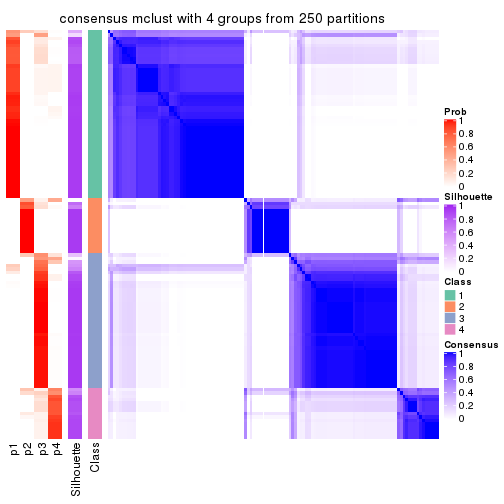 consensus mclust with 4 groups from 250 partitions
Prob
1
0.8
0.6
0.4
0.2
0
Silhouette
1
0.8
0.6
0.4
0.2
0
Class
1
2
3
4
Consensus
1
0.8
0.6
0.4
0.2
0
p1
p2
p3
p4
Silhouette
Class